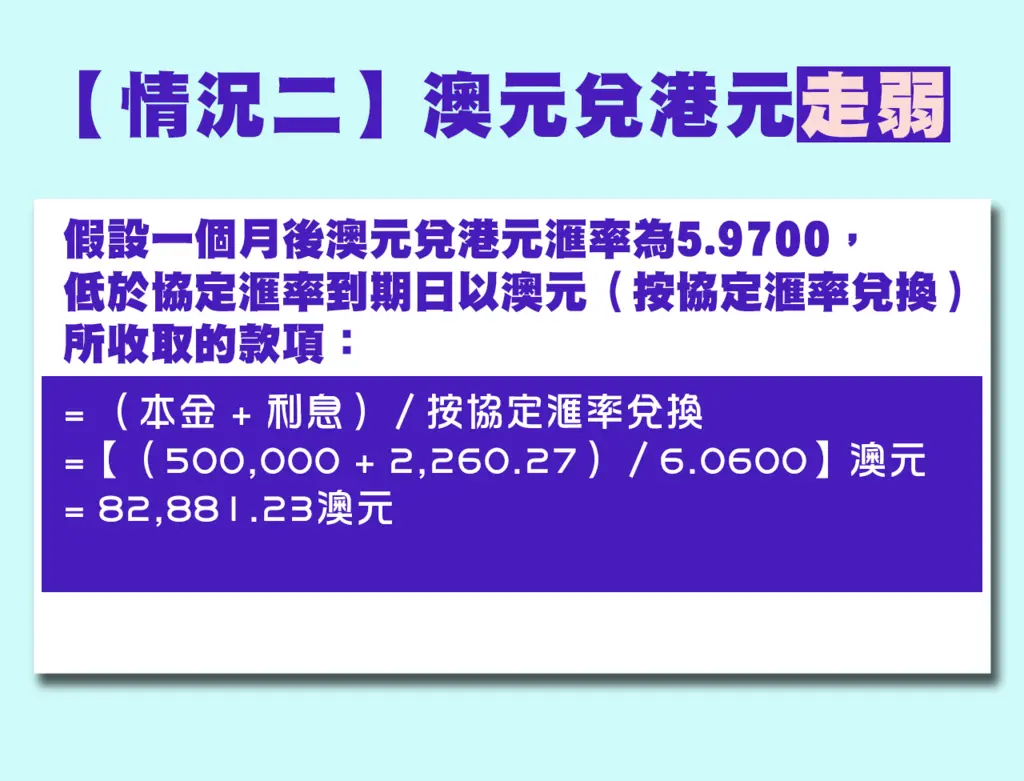 【情況二】澳元兌港元走弱
假設一個月後澳元兌港元滙率為5.9700，
低於協定滙率到期日以澳元（按協定滙率兌換）
所收取的款項：
= （本金 + 利息） / 按協定滙率兌換
=【（500,000 + 2,260.27） / 6.0600】澳元
= 82,881.23澳元